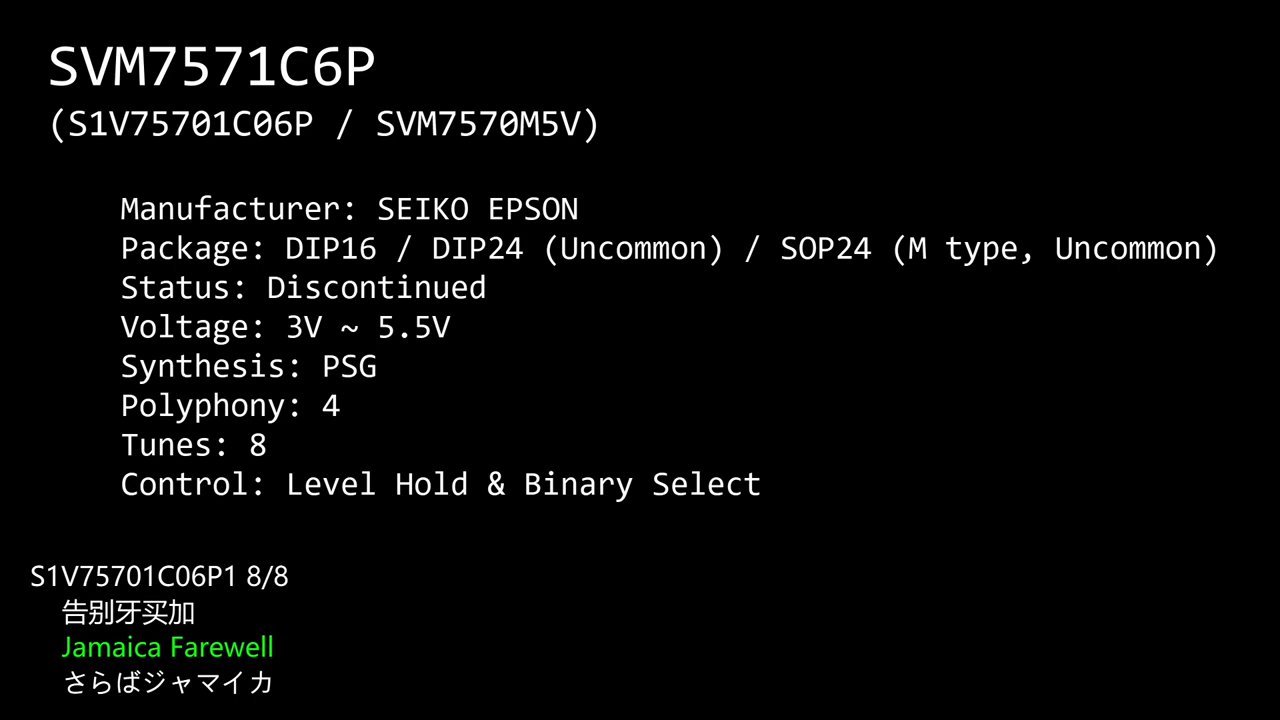 SVM7571C6P
(S1V75701C06P / SVM7570M5V)
Manufacturer: SEIKO EPSON
Package: DIP16 / DIP24 (Uncommon) / SOP24 (M type, Uncommon)
Status: Discontinued
Voltage: 3V ~ 5.5V
Synthesis: PSG
Polyphony: 4
Tunes: 8
Control: Level Hold & Binary Select
S1V75701C06P1 8/8
告别牙买加
Jamaica Farewell
さらばジャマイカ